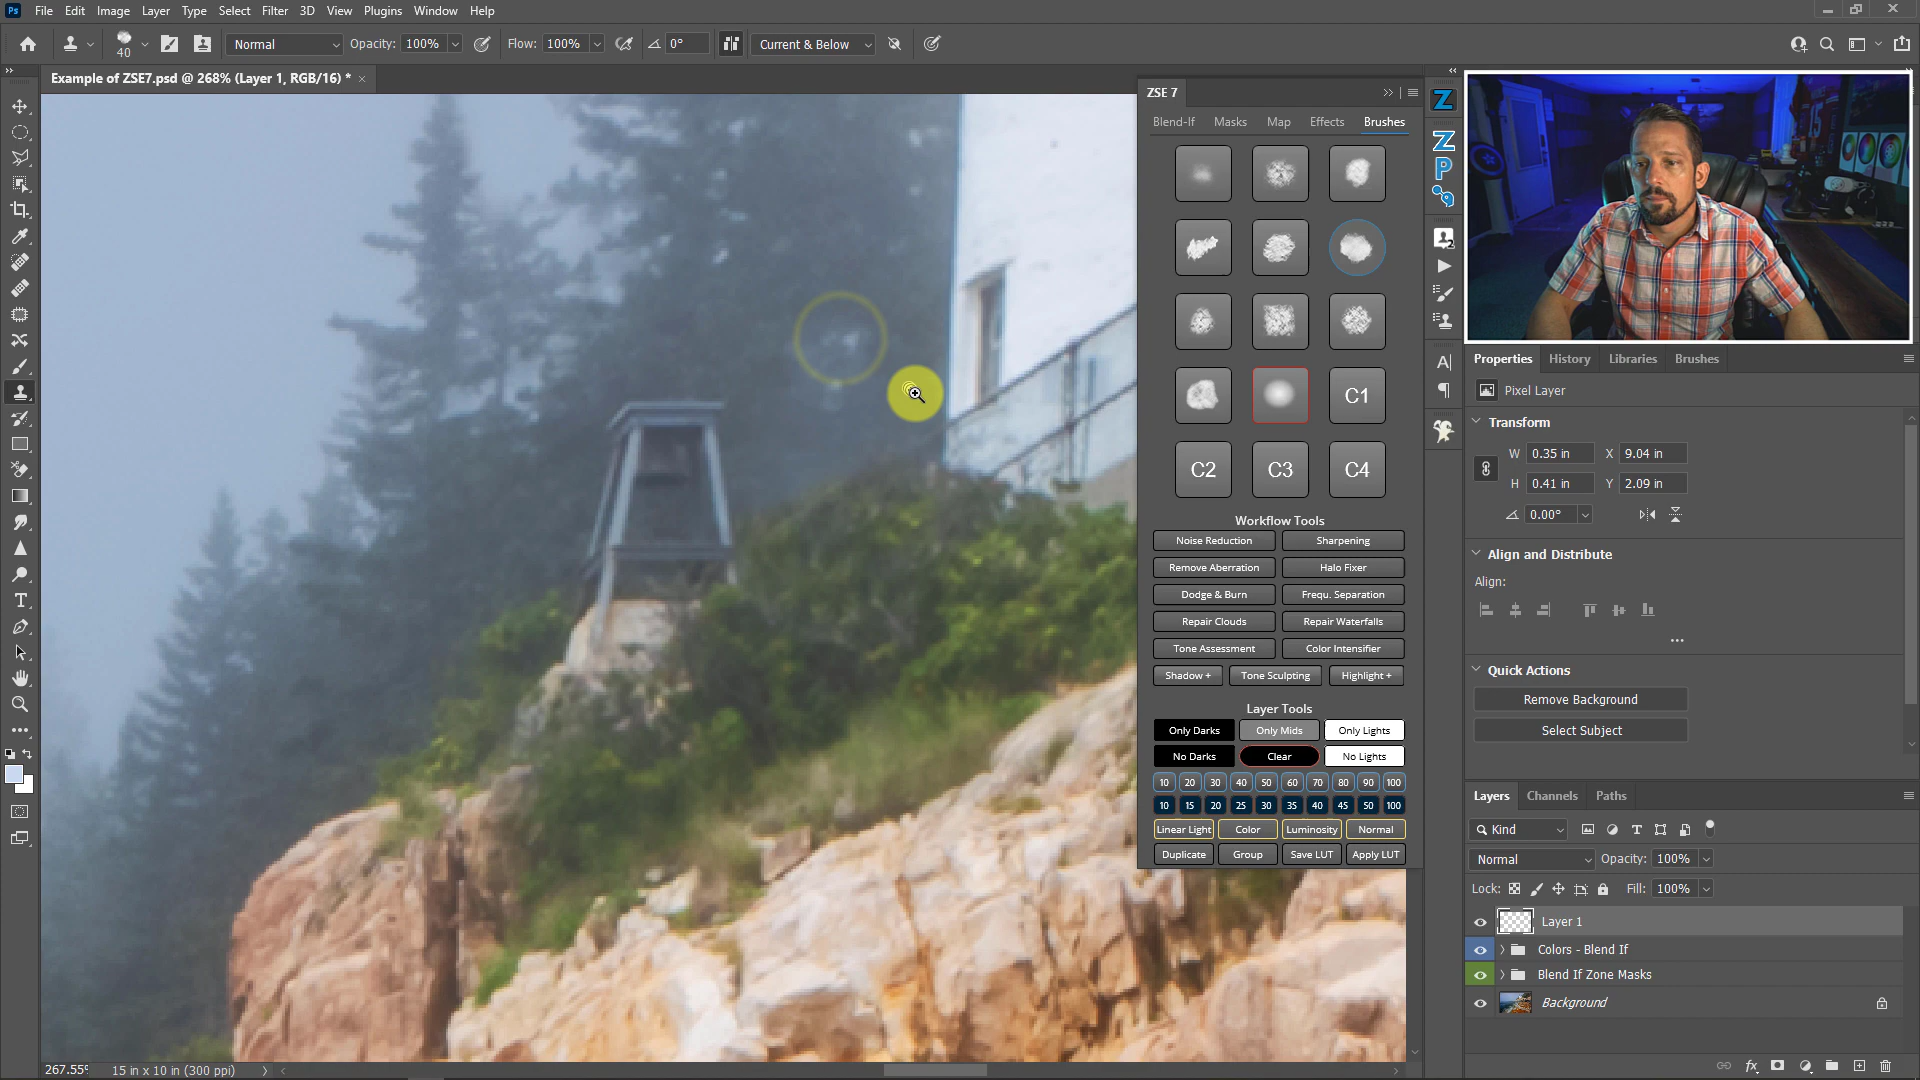 Ps File Edit Image Layer Type Select Filter 3D View Plugins Window Help
40 Normal Opacity: 100% Flow: 100% 0° Current & Below
Example of ZSE7.psd @ 268% (Layer 1, RGB/16) *
ZSE 7
Blend-If Masks Map Effects Brushes
C1
C2 C3 C4
Workflow Tools
Noise Reduction Sharpening
Remove Aberration Halo Fixer
Dodge & Burn Frequ. Separation
Repair Clouds Repair Waterfalls
Tone Assessment Color Intensifier
Shadow + Tone Sculpting Highlight +
Layer Tools
Only Darks Only Mids Only Lights
No Darks Clear No Lights
10 20 30 40 50 60 70 80 90 100
10 15 20 25 30 35 40 45 50 100
Linear Light Color Luminosity Normal
Duplicate Group Save LUT Apply LUT
Properties History Libraries Brushes
Pixel Layer
Transform
W 0.35 in X 9.04 in
H 0.41 in Y 2.09 in
0.00°
Align and Distribute
Align:
Quick Actions
Remove Background
Select Subject
Layers Channels Paths
Kind
Normal Opacity: 100%
Lock: Fill: 100%
Layer 1
Colors - Blend If
Blend If Zone Masks
Background
267.55% 15 in x 10 in (300 ppi)